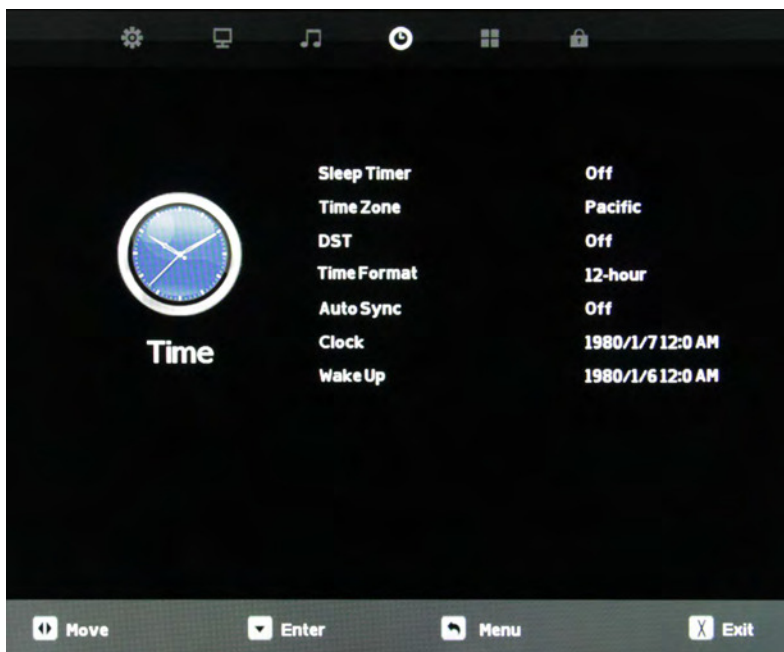 Sleep Timer Off
Time Zone Pacific
DST Off
Time Format 12-hour
Auto Sync Off
Clock 1980/1/7 12:0 AM
Wake Up 1980/1/6 12:0 AM
Time
Move Enter Menu X Exit